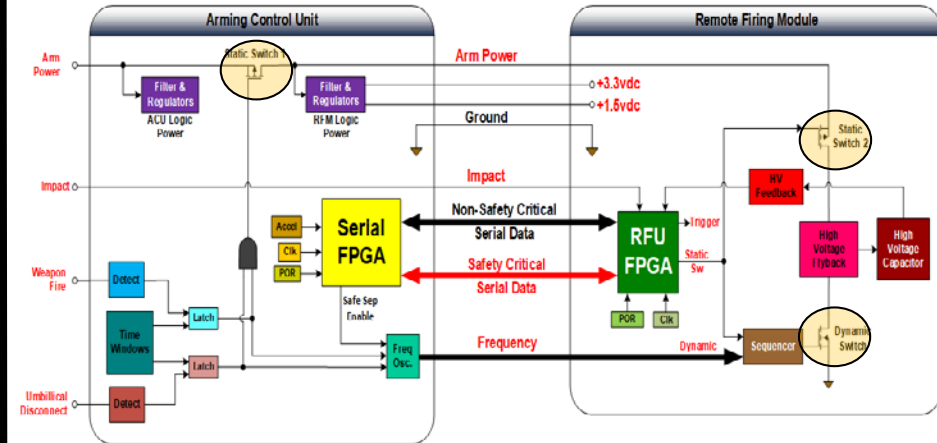 Arming Control Unit
Remote Firing Module
Static Switch 1
Arm
Power
Arm Power
Filter &
Regulators
ACU Logic
Power
Filter &
Regulators
RFM Logic
Power
+3.3vdc
+1.5vdc
Ground
Static
Switch 2
Impact
Impact
HV
Feedback
Non-Safety Critical
Serial Data
Accel
Clk
POR
Serial
FPGA
RFU
FPGA
Trigger
Static
Sw
High
Voltage
Flyback
High
Voltage
Capacitor
Safety Critical
Serial Data
Weapon
Fire
Detect
Safe Sep
Enable
POR
Clk
Latch
Time
Windows
Frequency
Dynamic
Sequencer
Dynamic
Switch
Freq
Osc.
Latch
Umbillical
Disconnect
Detect